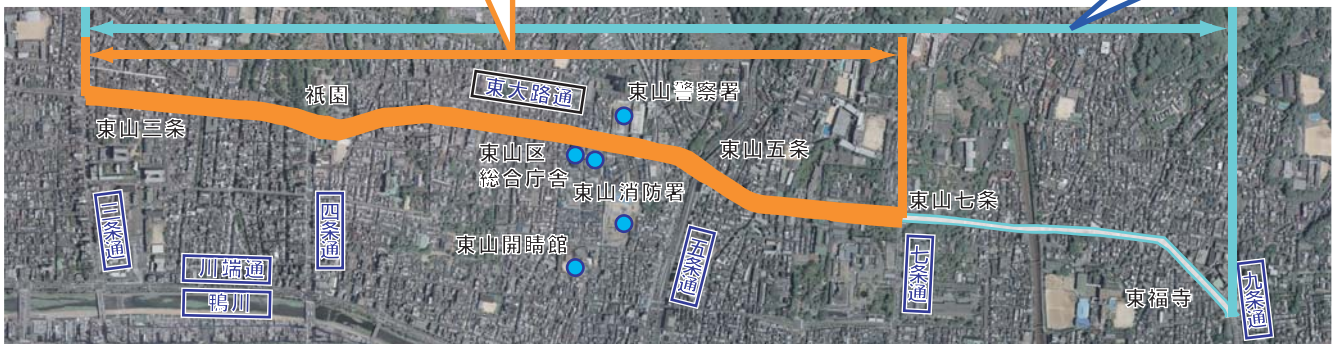 祇園
東大路通
東山警察署
東山三条
東山区
総合庁舎
東山五条
東山消防署
東山七条
三条通
四条通
東山開睛館
五条通
七条通
川端通
鴨川
東福寺
九条通